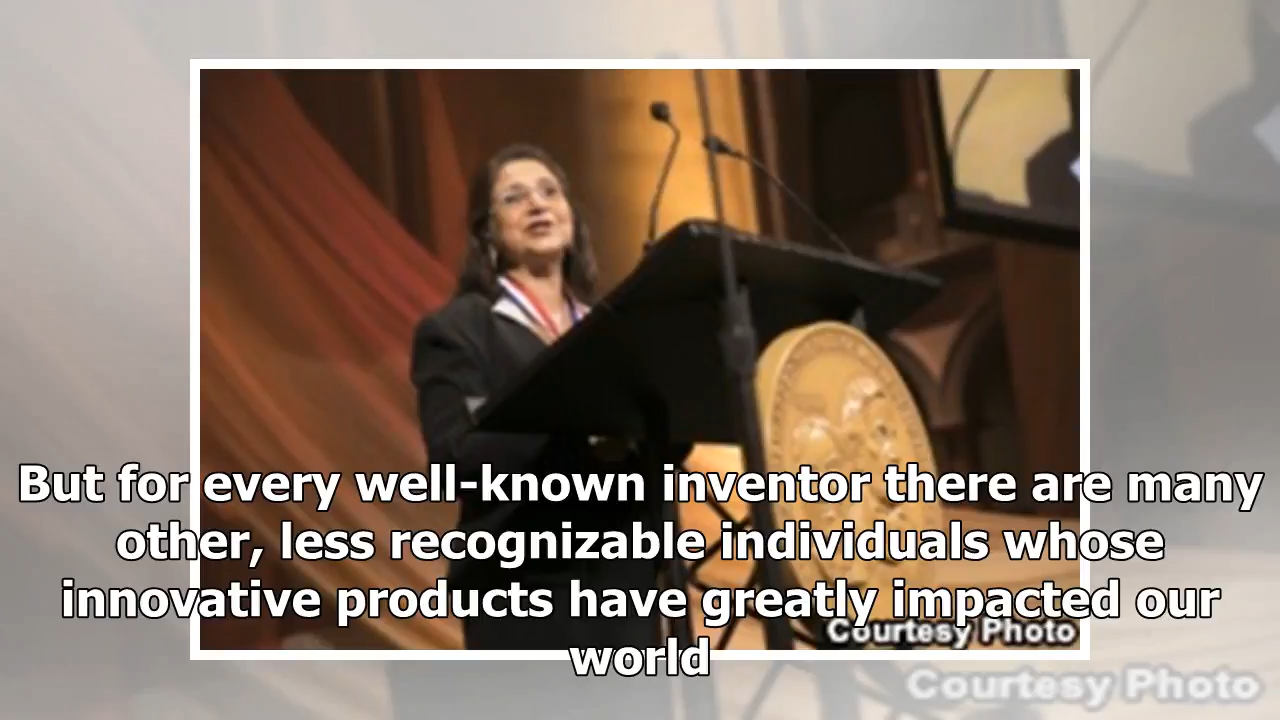 But for every well-known inventor there are many
other, less recognizable individuals whose
innovative products have greatly impacted our
world
Courtesy Photo
Courtesy Photo